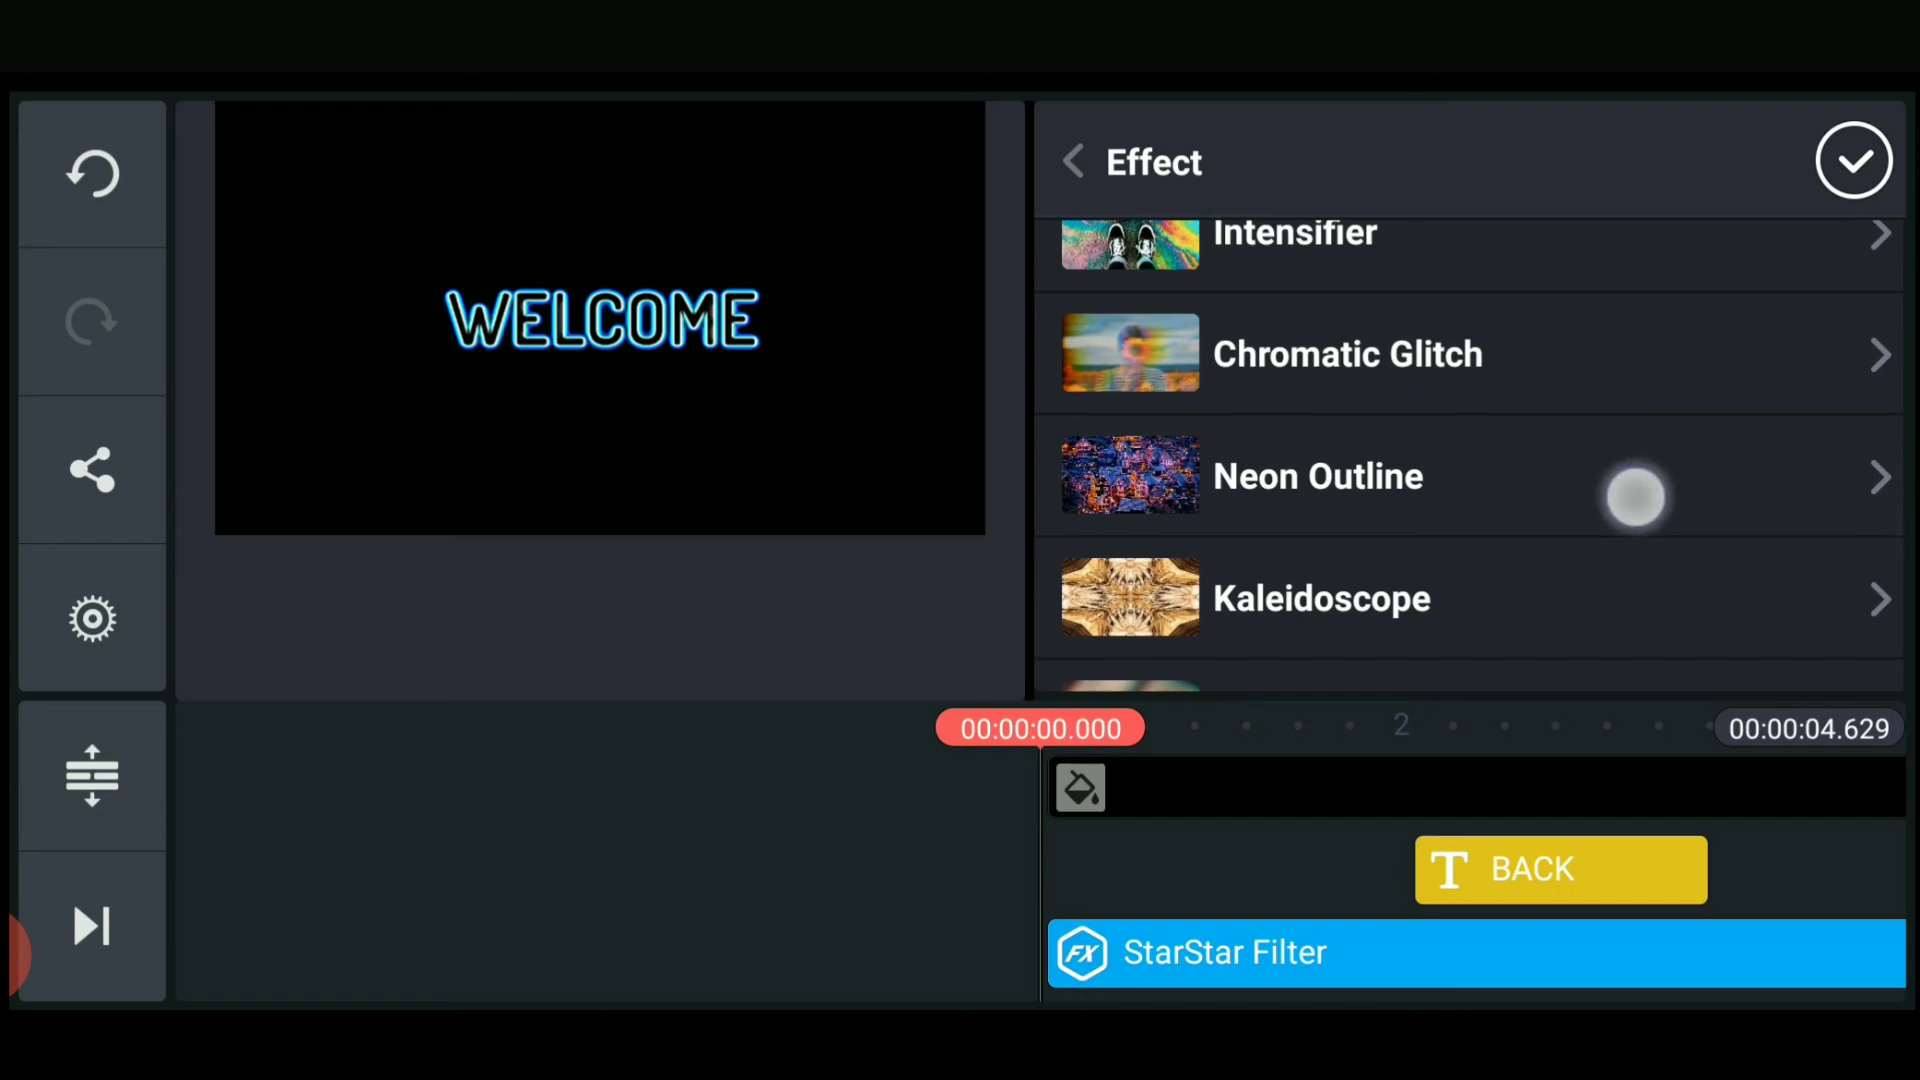 WELCOME
Effect
Intensifier
Chromatic Glitch
Neon Outline
Kaleidoscope
00:00:00.000
2
00:00:04.629
T BACK
FX StarStar Filter